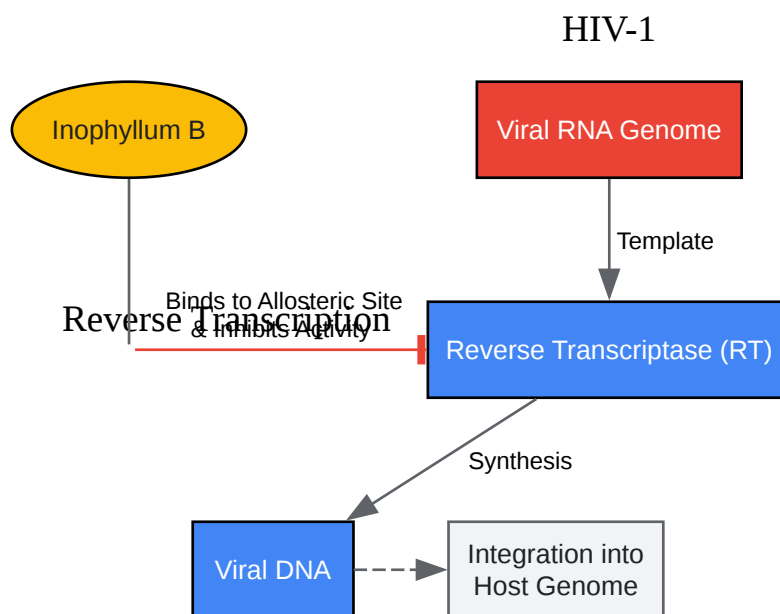 HIV-1
Inophyllum B
Viral RNA Genome
Template
Binds to Allosteric Site
& Inhibits Activity
Reverse Transcription
Reverse Transcriptase (RT)
Synthesis
Viral DNA
Integration into
Host Genome